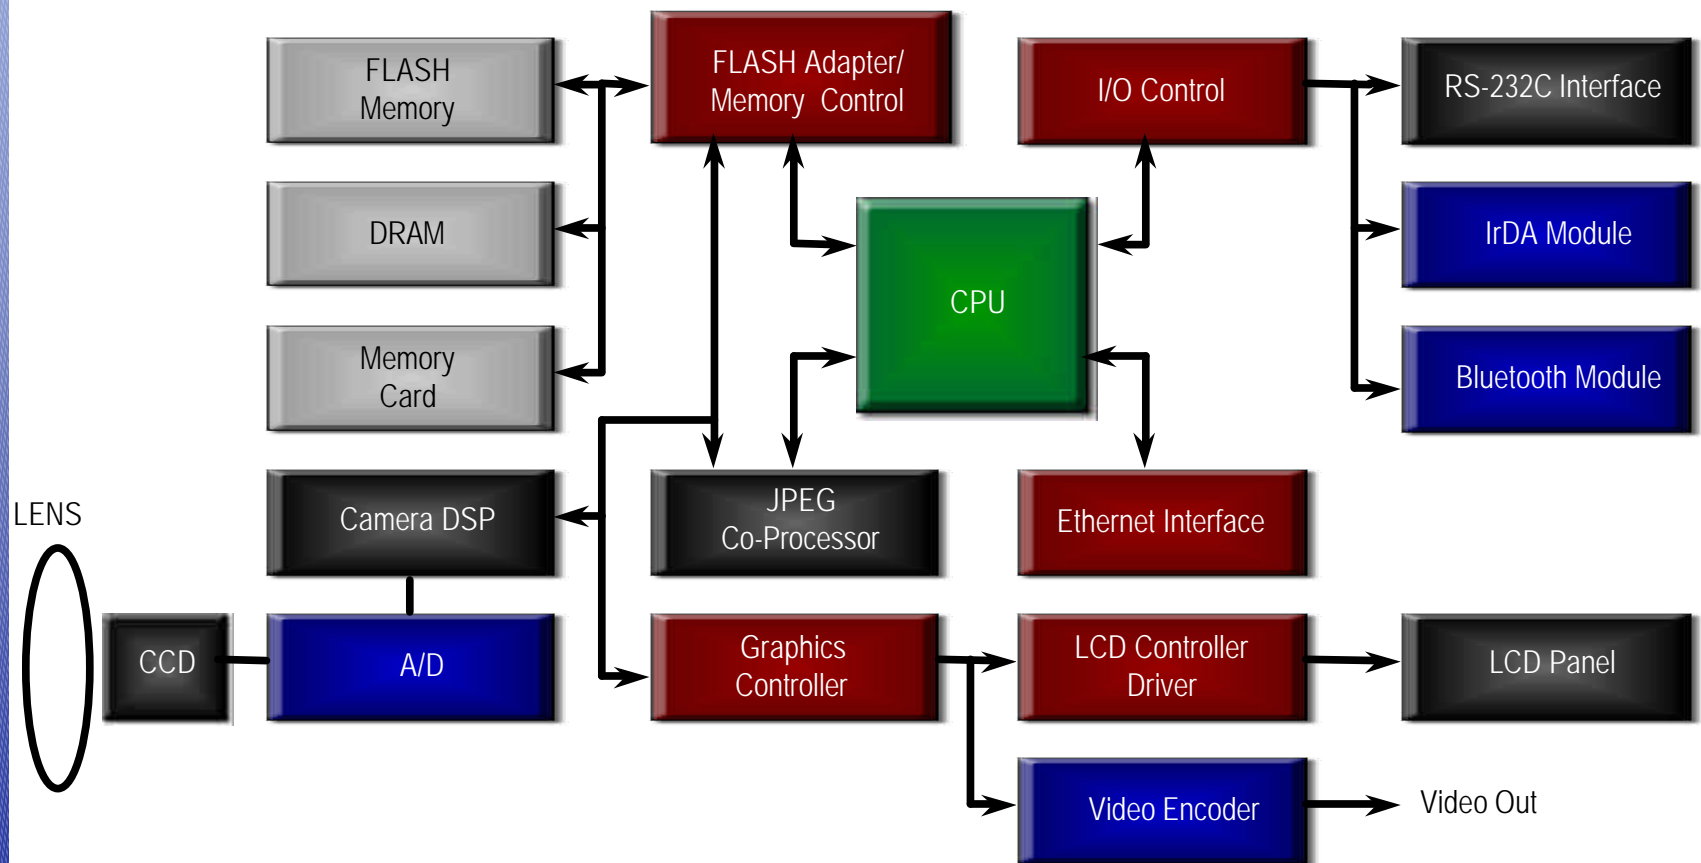 FLASH
Memory
FLASH Adapter/
Memory Control
I/O Control
RS-232C Interface
DRAM
IrDA Module
CPU
Memory
Card
Bluetooth Module
LENS
Camera DSP
JPEG
Co-Processor
Ethernet Interface
CCD
A/D
Graphics
Controller
LCD Controller
Driver
LCD Panel
Video Encoder
Video Out